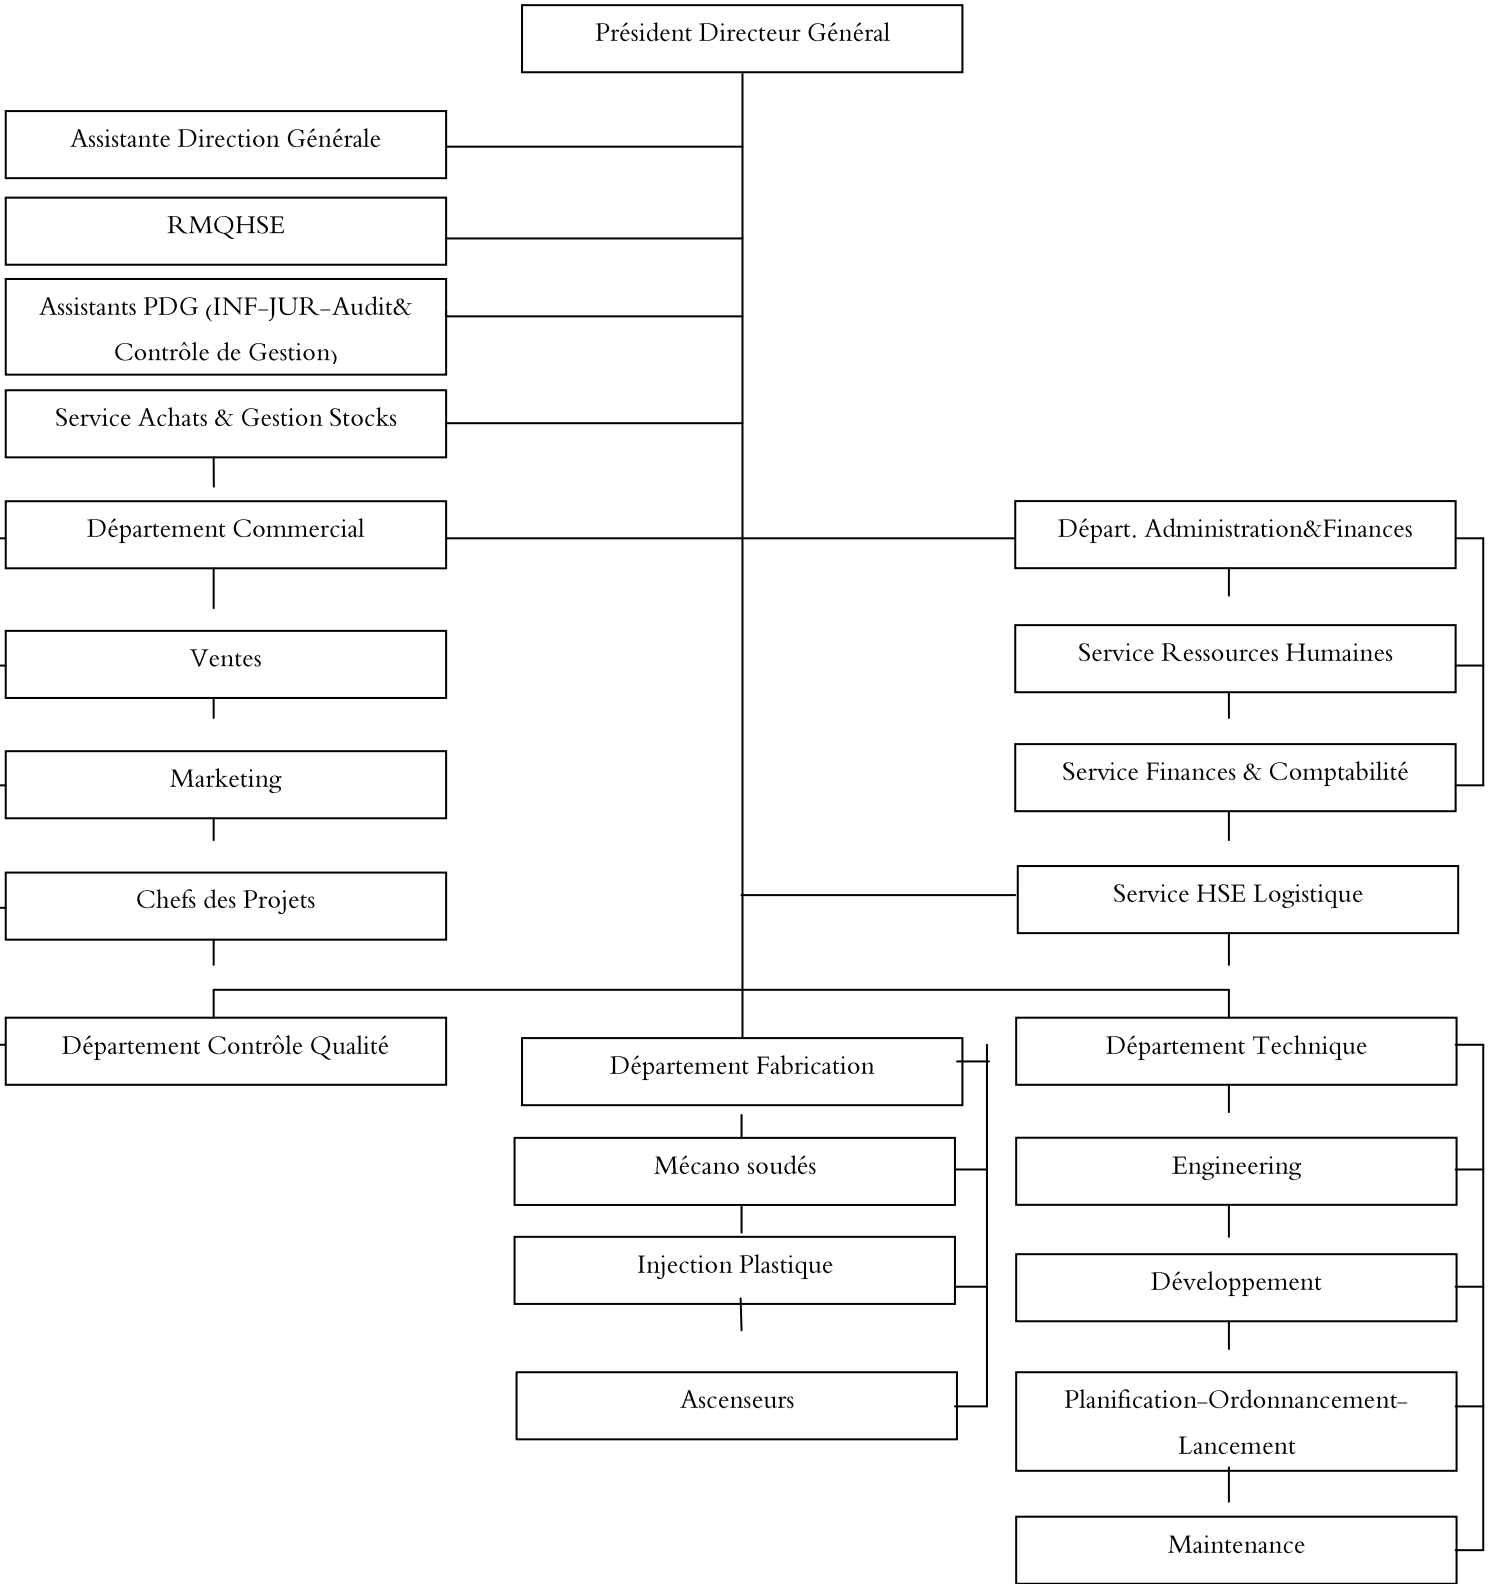 Président Directeur Général
Assistante Direction Générale
RMQHSE
Assistants PDG (INF-JUR-Audit&
Contrôle de Gestion)
Service Achats & Gestion Stocks
Département Commercial
Départ. Administration&Finances
Ventes
Service Ressources Humaines
Marketing
Service Finances & Comptabilité
Chefs des Projets
Service HSE Logistique
Département Contrôle Qualité
Département Fabrication
Département Technique
Mécano soudés
Engineering
Injection Plastique
Développement
Ascenseurs
Planification-Ordonnancement-
Lancement
Maintenance